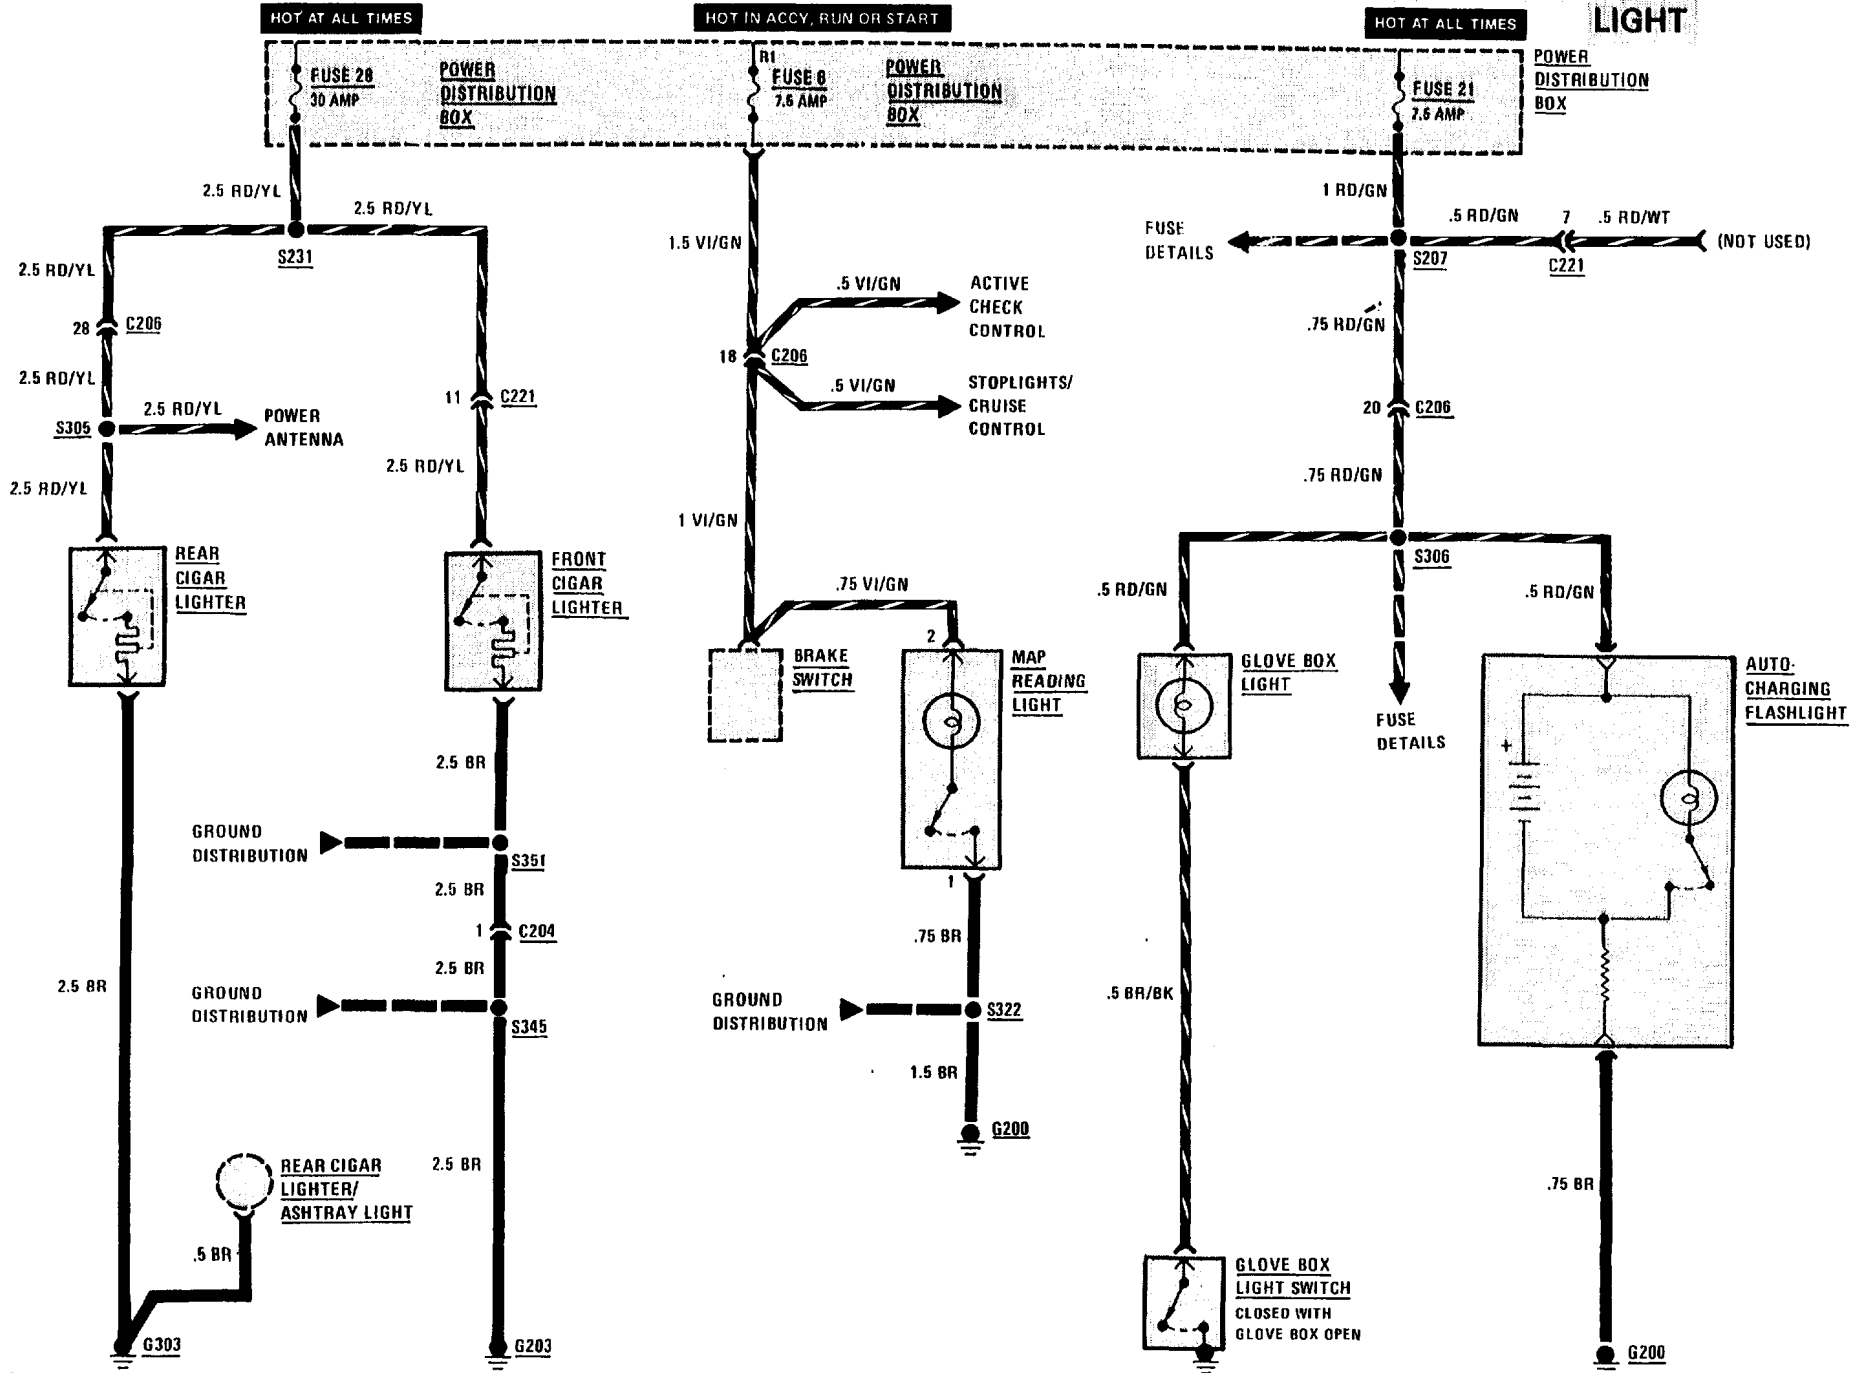 HOT AT ALL TIMES
HOT IN ACCY, RUN OR START
HOT AT ALL TIMES
LIGHT
FUSE 28
30 AMP
POWER
DISTRIBUTION
BOX
R1
FUSE 6
7.5 AMP
POWER
DISTRIBUTION
BOX
FUSE 21
7.5 AMP
POWER
DISTRIBUTION
BOX
2.5 RD/YL
2.5 RD/YL
S231
2.5 RD/YL
28
C206
2.5 RD/YL
S305
2.5 RD/YL
POWER
ANTENNA
2.5 RD/YL
11
C221
2.5 RD/YL
REAR
CIGAR
LIGHTER
FRONT
CIGAR
LIGHTER
2.5 BR
GROUND
DISTRIBUTION
S351
2.5 BR
1
C204
2.5 BR
GROUND
DISTRIBUTION
S345
2.5 BR
2.5 BR
REAR CIGAR
LIGHTER/
ASHTRAY LIGHT
.5 BR
G303
G203
1.5 VI/GN
.5 VI/GN
ACTIVE
CHECK
CONTROL
18
C206
.5 VI/GN
STOPLIGHTS/
CRUISE
CONTROL
1 VI/GN
.75 VI/GN
2
BRAKE
SWITCH
MAP
READING
LIGHT
1
.75 BR
GROUND
DISTRIBUTION
S322
1.5 BR
G200
1 RD/GN
FUSE
DETAILS
S207
.5 RD/GN
7
C221
.5 RD/WT
(NOT USED)
.75 RD/GN
20
C206
.75 RD/GN
S306
.5 RD/GN
.5 RD/GN
FUSE
DETAILS
GLOVE BOX
LIGHT
AUTO-
CHARGING
FLASHLIGHT
+
.5 BR/BK
.75 BR
GLOVE BOX
LIGHT SWITCH
CLOSED WITH
GLOVE BOX OPEN
G200